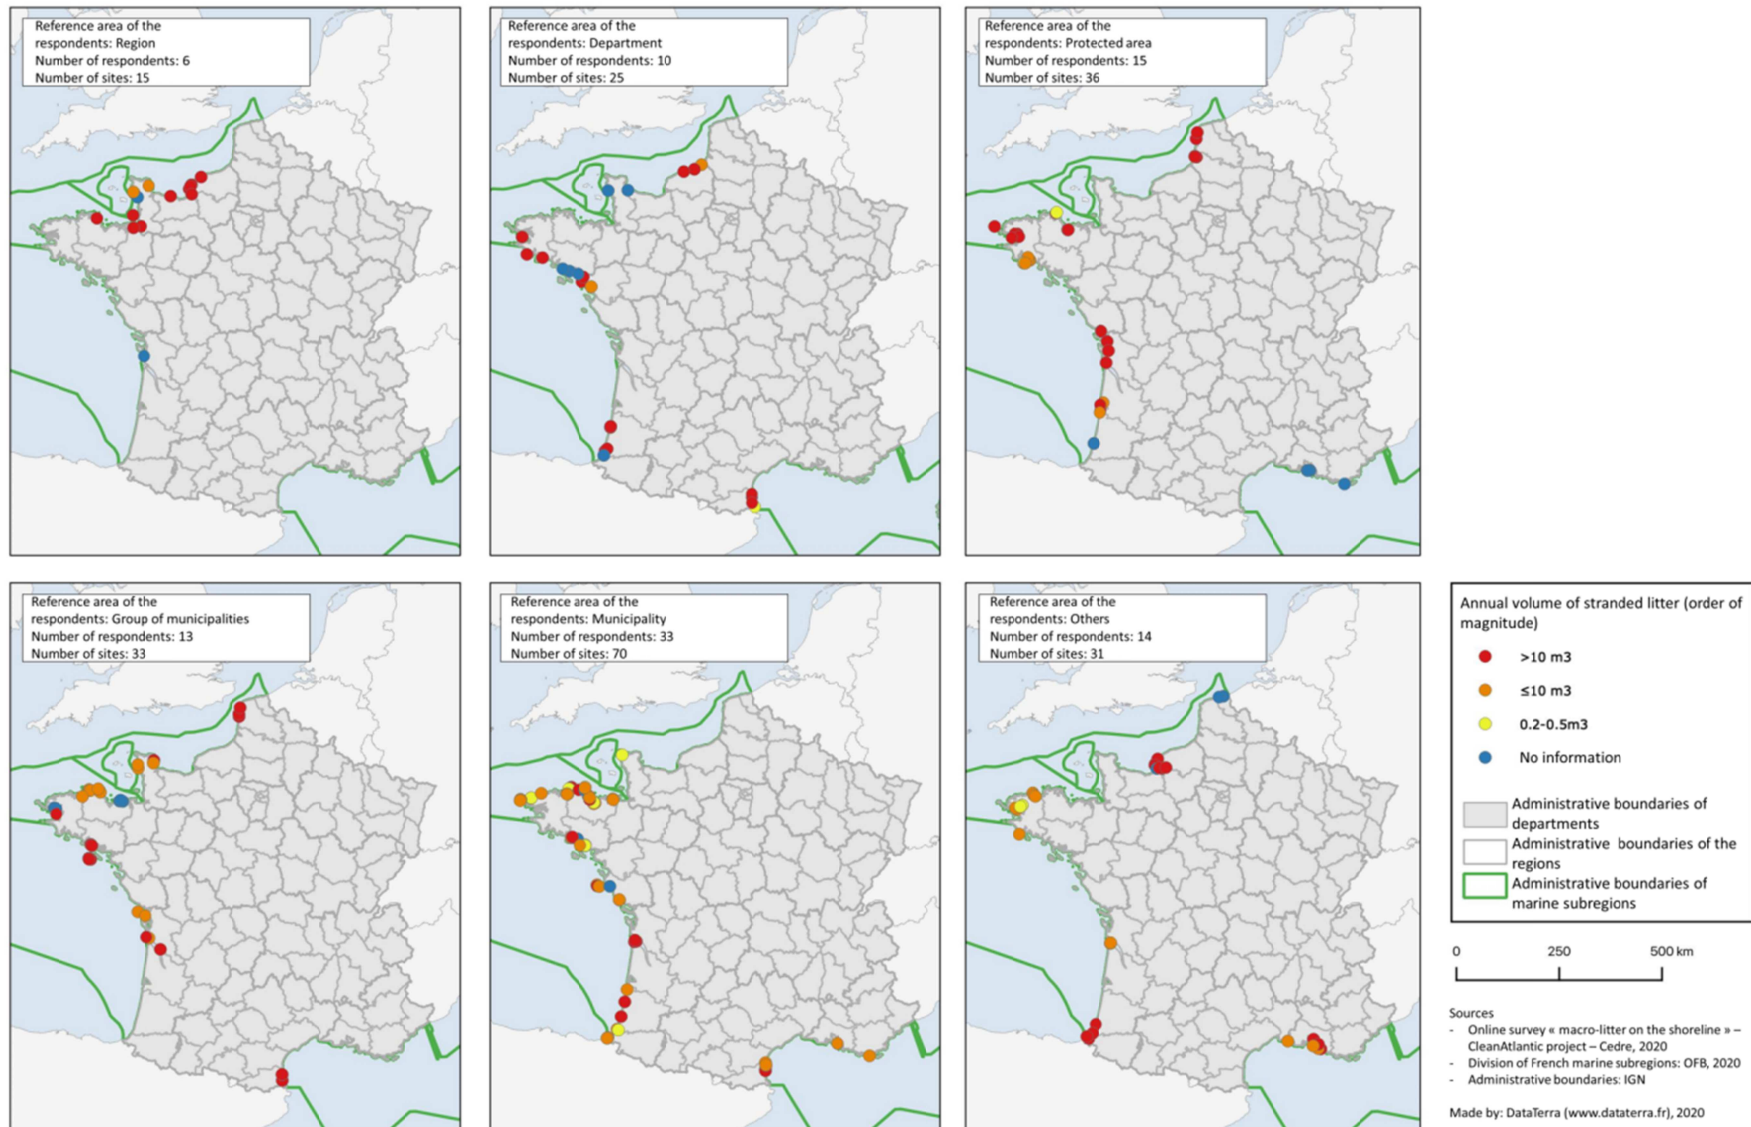 Reference area of the
respondents: Region
Number of respondents: 6
Number of sites: 15
Reference area of the
respondents: Department
Number of respondents: 10
Number of sites: 25
Reference area of the
respondents: Protected area
Number of respondents: 15
Number of sites: 36
Reference area of the
respondents: Group of municipalities
Number of respondents: 13
Number of sites: 33
Reference area of the
respondents: Municipality
Number of respondents: 33
Number of sites: 70
Reference area of the
respondents: Others
Number of respondents: 14
Number of sites: 31
Annual volume of stranded litter (order of
magnitude)
>10 m3
≤10 m3
0.2-0.5m3
No information
Administrative boundaries of
departments
Administrative boundaries of the
regions
Administrative boundaries of
marine subregions
0 250 500 km
Sources
- Online survey « macro-litter on the shoreline » –
CleanAtlantic project – Cedre, 2020
- Division of French marine subregions: OFB, 2020
- Administrative boundaries: IGN
Made by: DataTerra (www.dataterra.fr), 2020